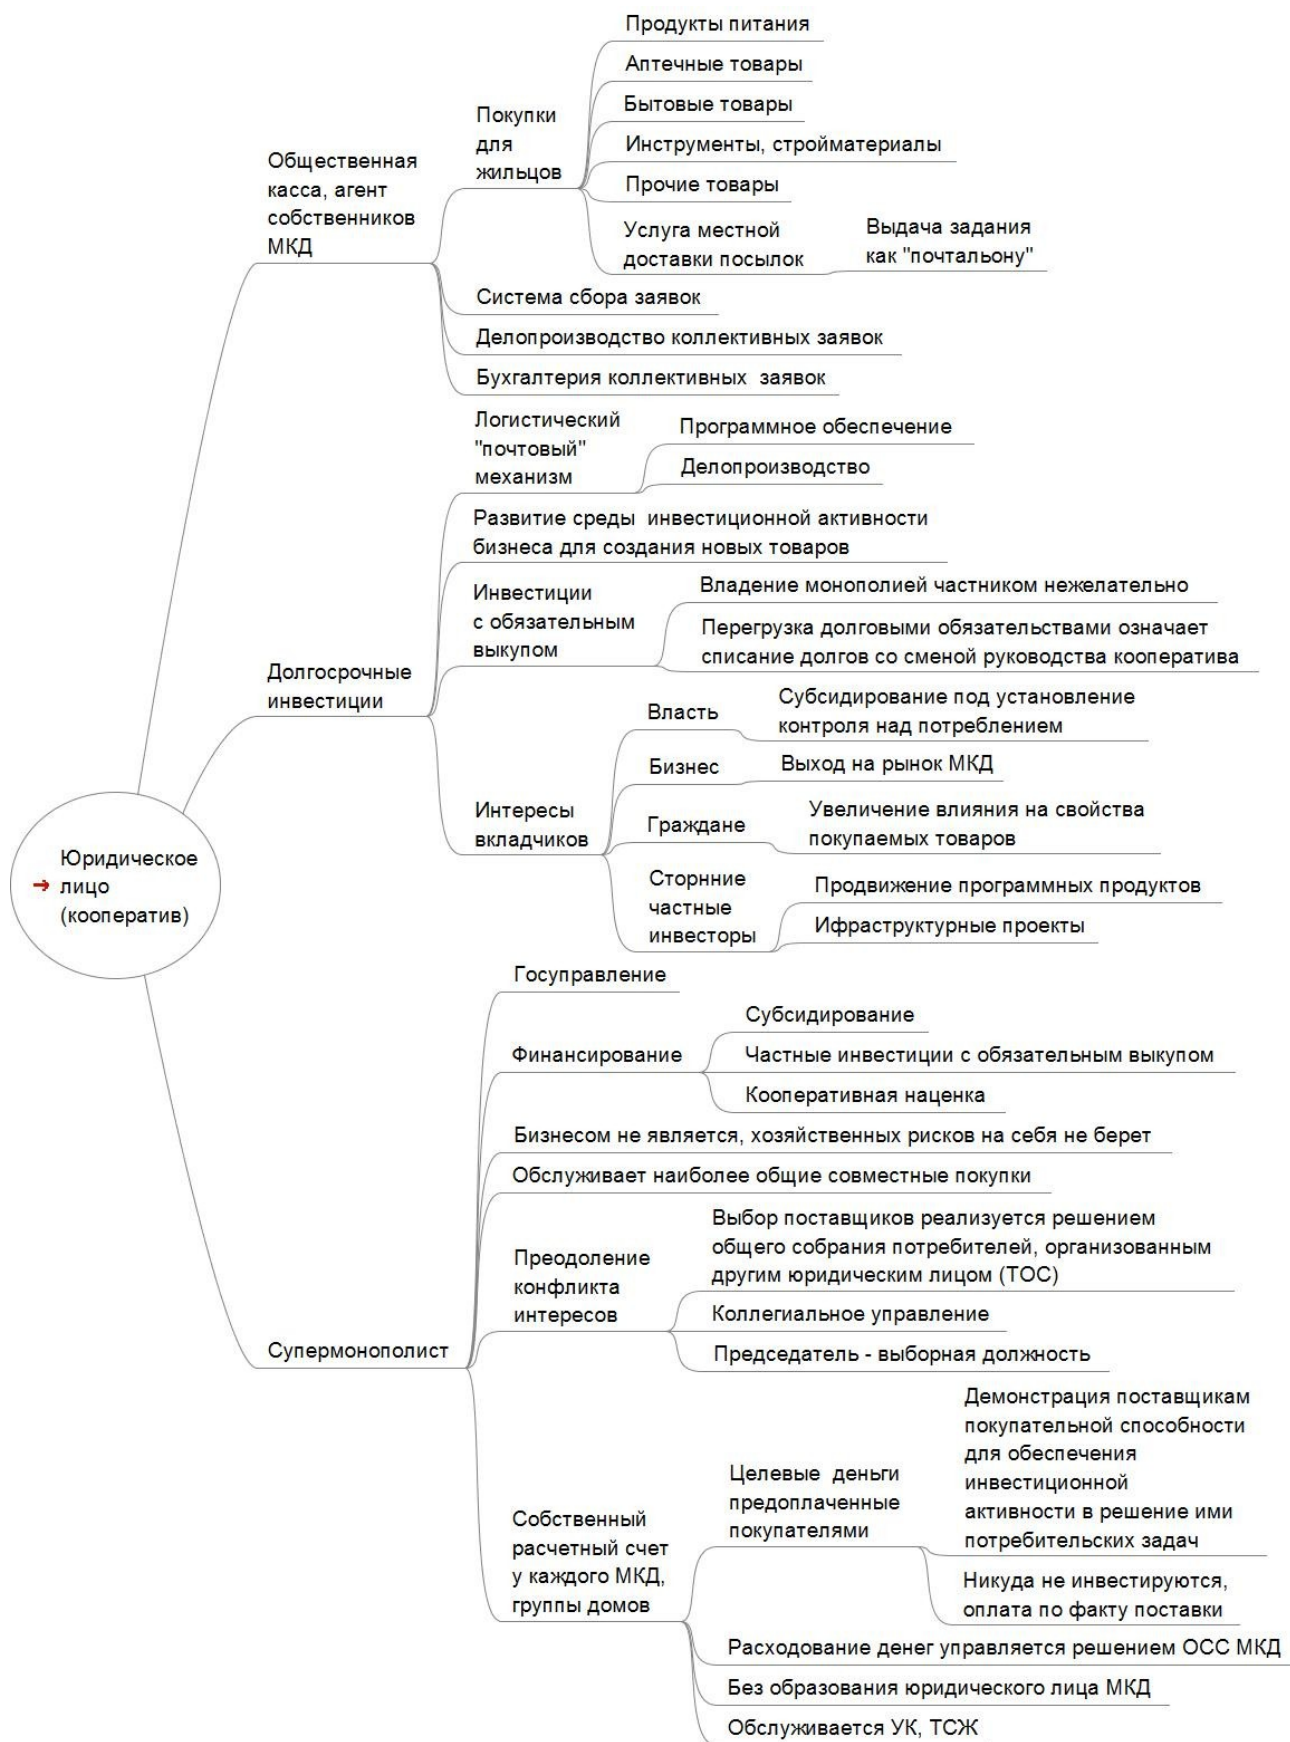 Юридическое
лицо
(кооператив)
Общественная
касса, агент
собственников
МКД
Покупки
для
жильцов
Продукты питания
Аптечные товары
Бытовые товары
Инструменты, стройматериалы
Прочие товары
Услуга местной
доставки посылок
Выдача задания
как "почтальону"
Система сбора заявок
Делопроизводство коллективных заявок
Бухгалтерия коллективных заявок
Долгосрочные
инвестиции
Логистический
"почтовый"
механизм
Программное обеспечение
Делопроизводство
Развитие среды инвестиционной активности
бизнеса для создания новых товаров
Инвестиции
с обязательным
выкупом
Владение монополией частником нежелательно
Перегрузка долговыми обязательствами означает
списание долгов со сменой руководства кооператива
Интересы
вкладчиков
Власть
Субсидирование под установление
контроля над потреблением
Бизнес
Выход на рынок МКД
Граждане
Увеличение влияния на свойства
покупаемых товаров
Сторнние
частные
инвесторы
Продвижение программных продуктов
Ифраструктурные проекты
Супермонополист
Госуправление
Финансирование
Субсидирование
Частные инвестиции с обязательным выкупом
Кооперативная наценка
Бизнесом не является, хозяйственных рисков на себя не берет
Обслуживает наиболее общие совместные покупки
Преодоление
конфликта
интересов
Выбор поставщиков реализуется решением
общего собрания потребителей, организованным
другим юридическим лицом (ТОС)
Коллегиальное управление
Председатель - выборная должность
Собственный
расчетный счет
у каждого МКД,
группы домов
Целевые деньги
предоплаченные
покупателями
Демонстрация поставщикам
покупательной способности
для обеспечения
инвестиционной
активности в решение ими
потребительских задач
Никуда не инвестируются,
оплата по факту поставки
Расходование денег управляется решением ОСС МКД
Без образования юридического лица МКД
Обслуживается УК, ТСЖ